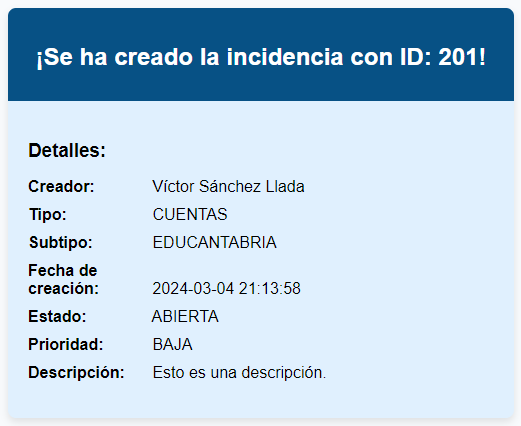 ¡Se ha creado la incidencia con ID: 201!
Detalles:
Creador: Víctor Sánchez Llada
Tipo: CUENTAS
Subtipo: EDUCANTABRIA
Fecha de
creación: 2024-03-04 21:13:58
Estado: ABIERTA
Prioridad: BAJA
Descripción: Esto es una descripción.